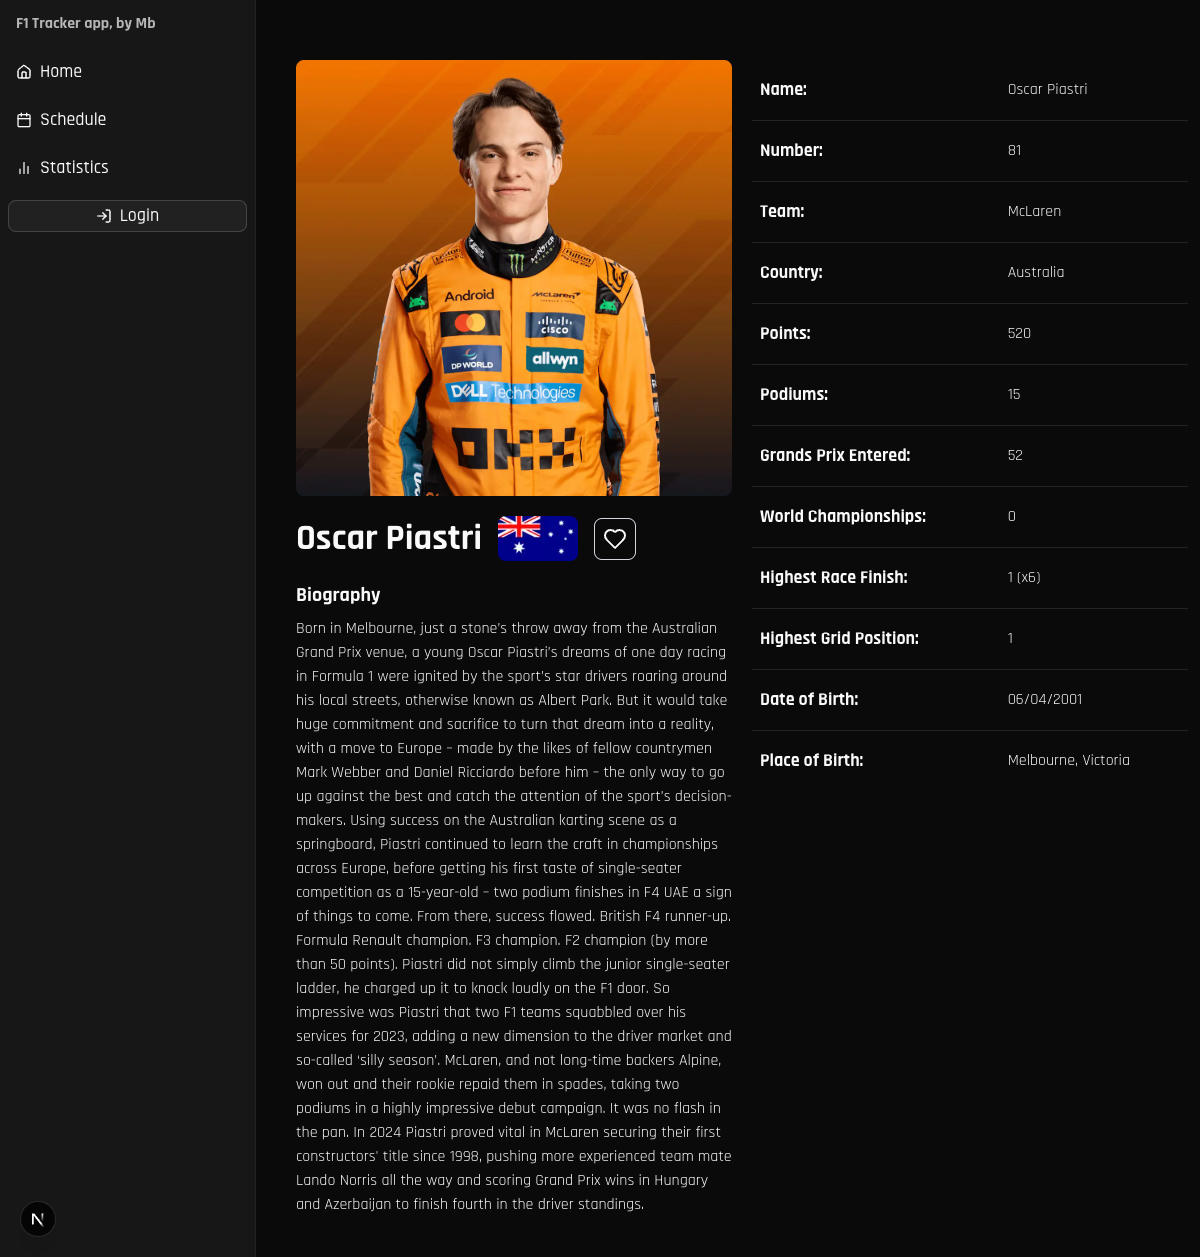 F1 Tracker app, by Mb
Home
Schedule
Statistics
Login
Android
McLaren
CISCO
DP WORLD
allwyn
DELL Technologies
OKX
Oscar Piastri
Biography
Born in Melbourne, just a stone's throw away from the Australian
Grand Prix venue, a young Oscar Piastri's dreams of one day racing
in Formula 1 were ignited by the sport's star drivers roaring around
his local streets, otherwise known as Albert Park. But it would take
huge commitment and sacrifice to turn that dream into a reality,
with a move to Europe – made by the likes of fellow countrymen
Mark Webber and Daniel Ricciardo before him – the only way to go
up against the best and catch the attention of the sport's decision-
makers. Using success on the Australian karting scene as a
springboard, Piastri continued to learn the craft in championships
across Europe, before getting his first taste of single-seater
competition as a 15-year-old – two podium finishes in F4 UAE a sign
of things to come. From there, success flowed. British F4 runner-up.
Formula Renault champion. F3 champion. F2 champion (by more
than 50 points). Piastri did not simply climb the junior single-seater
ladder, he charged up it to knock loudly on the F1 door. So
impressive was Piastri that two F1 teams squabbled over his
services for 2023, adding a new dimension to the driver market and
so-called ‘silly season’. McLaren, and not long-time backers Alpine,
won out and their rookie repaid them in spades, taking two
podiums in a highly impressive debut campaign. It was no flash in
the pan. In 2024 Piastri proved vital in McLaren securing their first
constructors' title since 1998, pushing more experienced team mate
Lando Norris all the way and scoring Grand Prix wins in Hungary
and Azerbaijan to finish fourth in the driver standings.
Name: Oscar Piastri
Number: 81
Team: McLaren
Country: Australia
Points: 520
Podiums: 15
Grands Prix Entered: 52
World Championships: 0
Highest Race Finish: 1 (x6)
Highest Grid Position: 1
Date of Birth: 06/04/2001
Place of Birth: Melbourne, Victoria
N